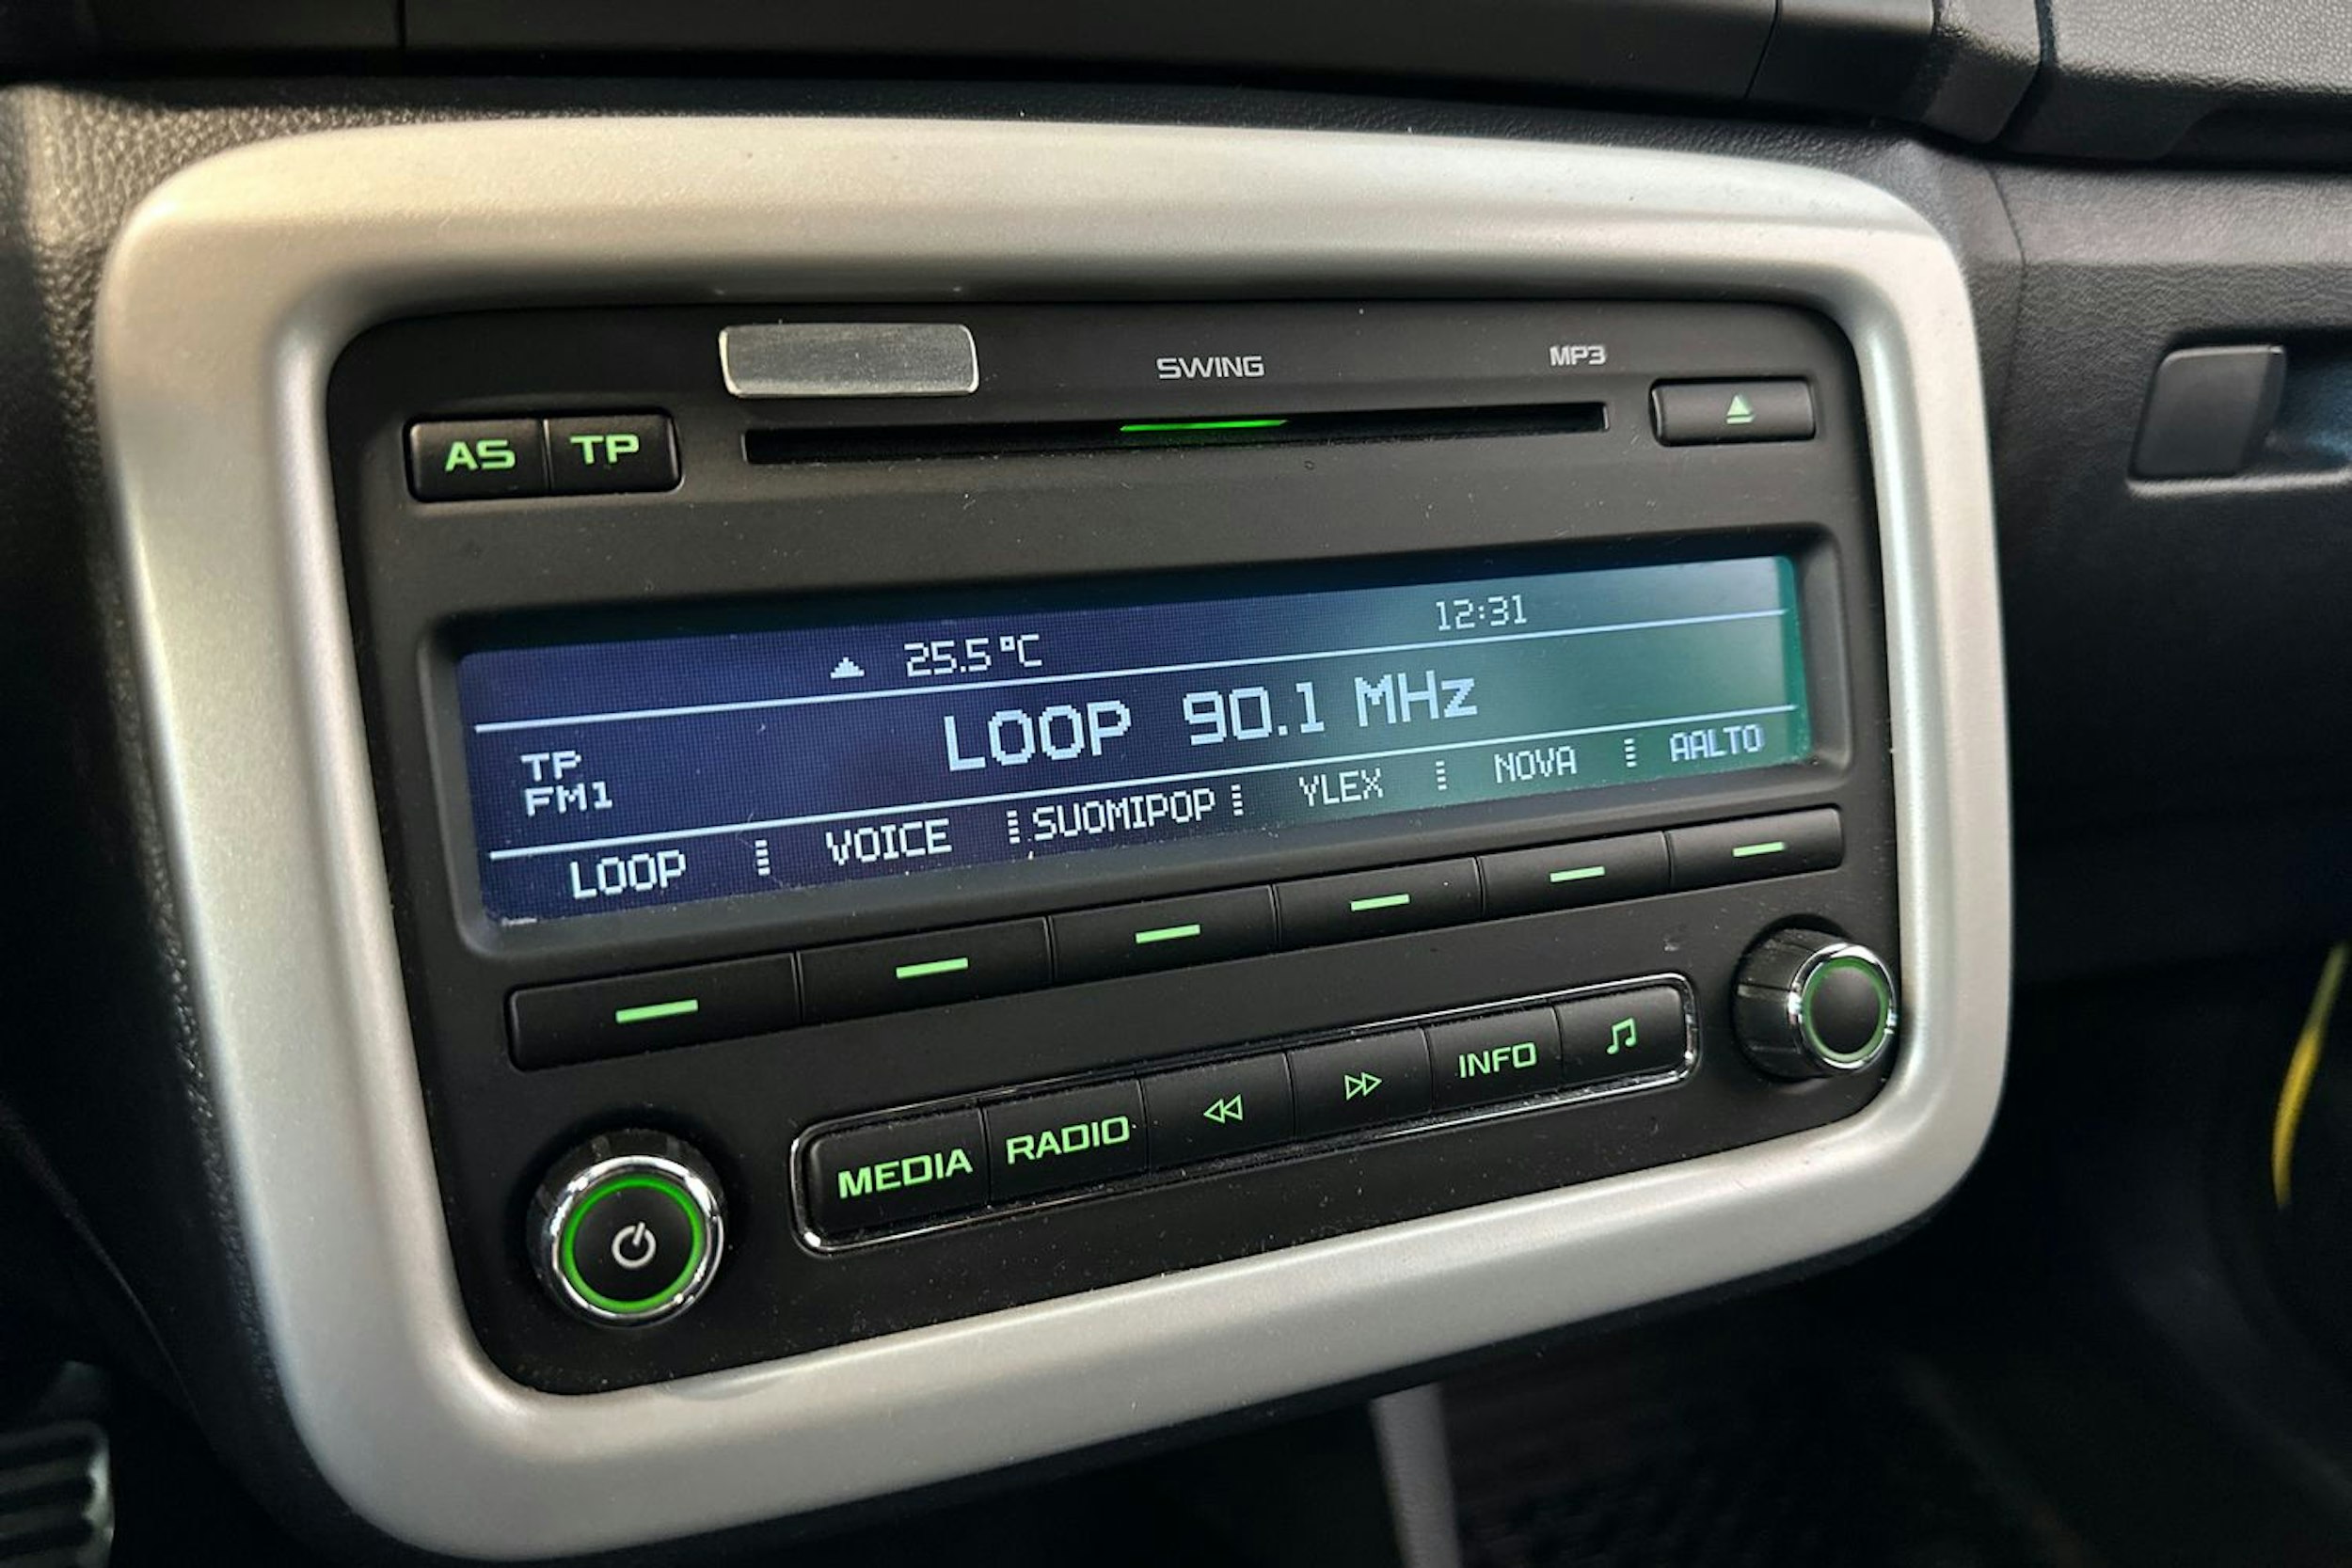 SWING MP3
AS TP
25.5°C 12:31
LOOP 90.1 MHz
TP
FM1
LOOP VOICE SUOMIPOP YLEX NOVA AALTO
MEDIA RADIO INFO